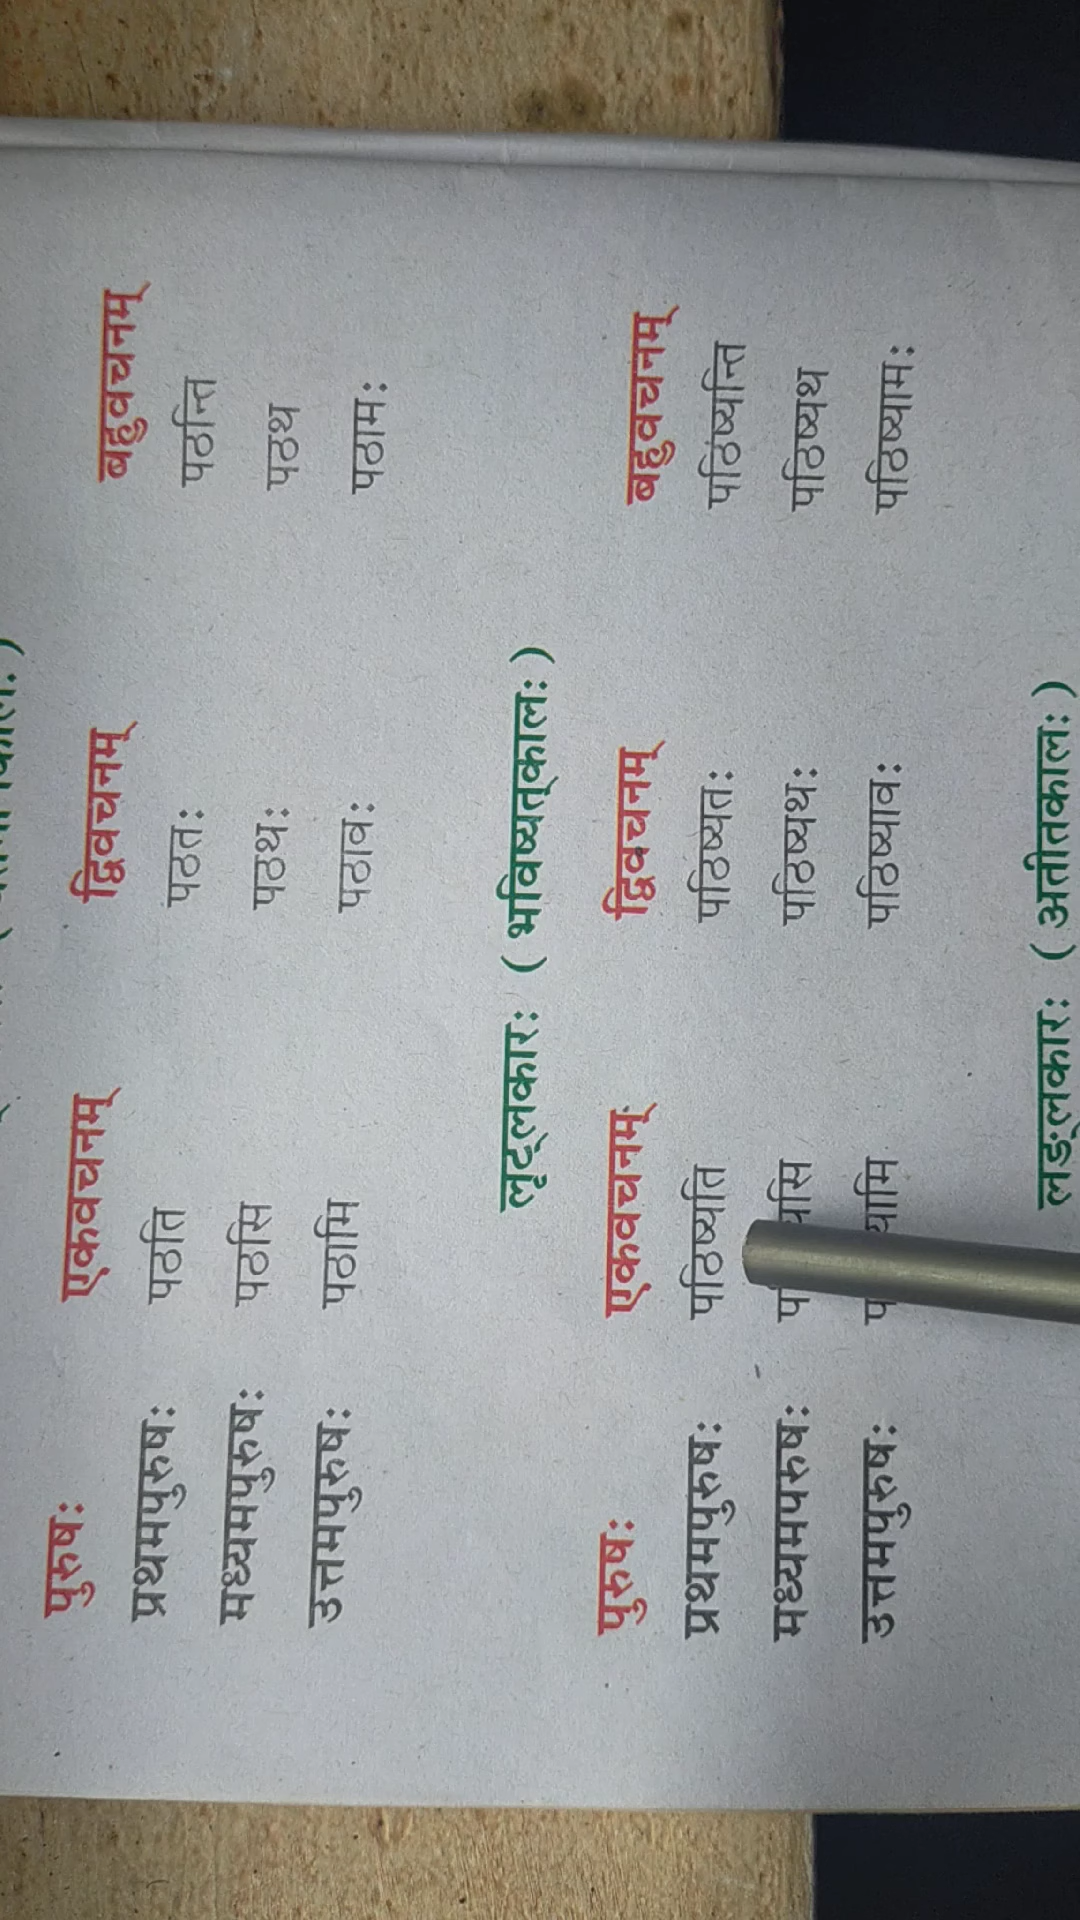 पुरुषः एकवचनम् द्विवचनम् बहुवचनम्
प्रथमपुरुषः पठति पठतः पठन्ति
मध्यमपुरुषः पठसि पठथः पठथ
उत्तमपुरुषः पठामि पठावः पठामः
लृट्लकारः ( भविष्यत्कालः )
पुरुषः एकवचनम् द्विवचनम् बहुवचनम्
प्रथमपुरुषः पठिष्यति पठिष्यतः पठिष्यन्ति
मध्यमपुरुषः पठिष्यथः पठिष्यथ
उत्तमपुरुषः पठिष्यावः पठिष्यामः
लङ्लकारः ( अतीतकालः )